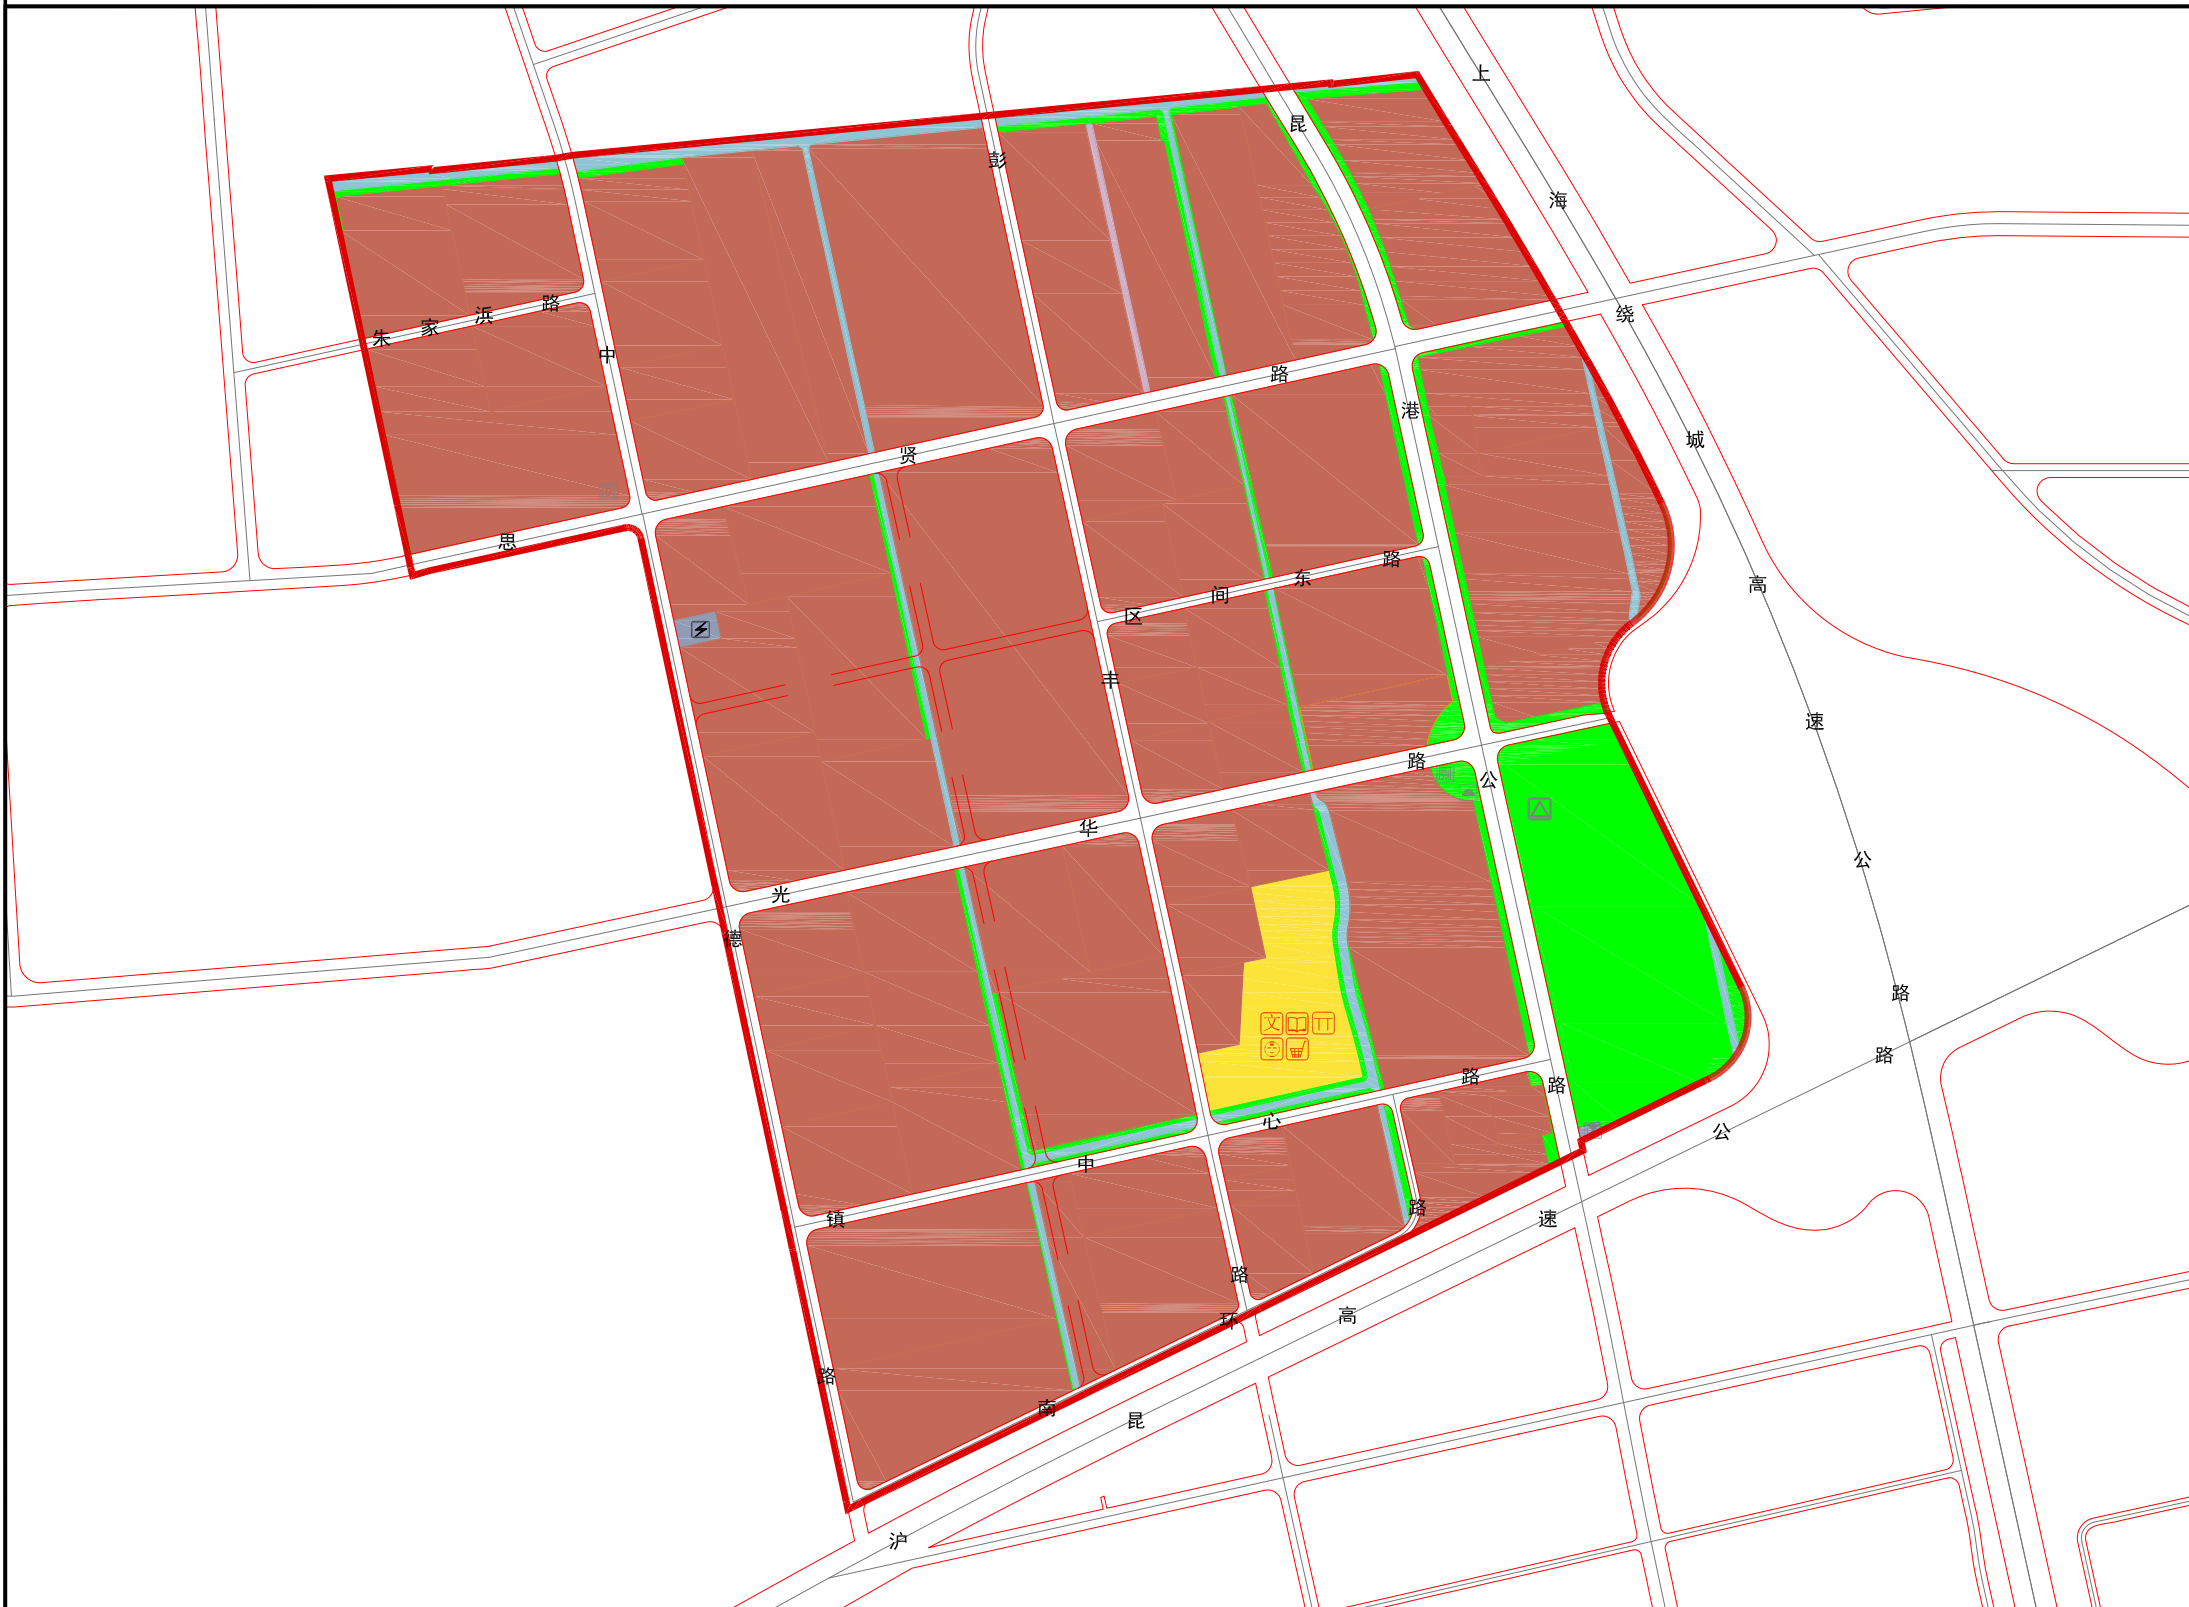 上海绕城高速公路
昆港公路
彭丰路
朱家浜路
中德路
思贤路
区间东路
光华路
镇中心路
南环路
沪昆高速公路
文